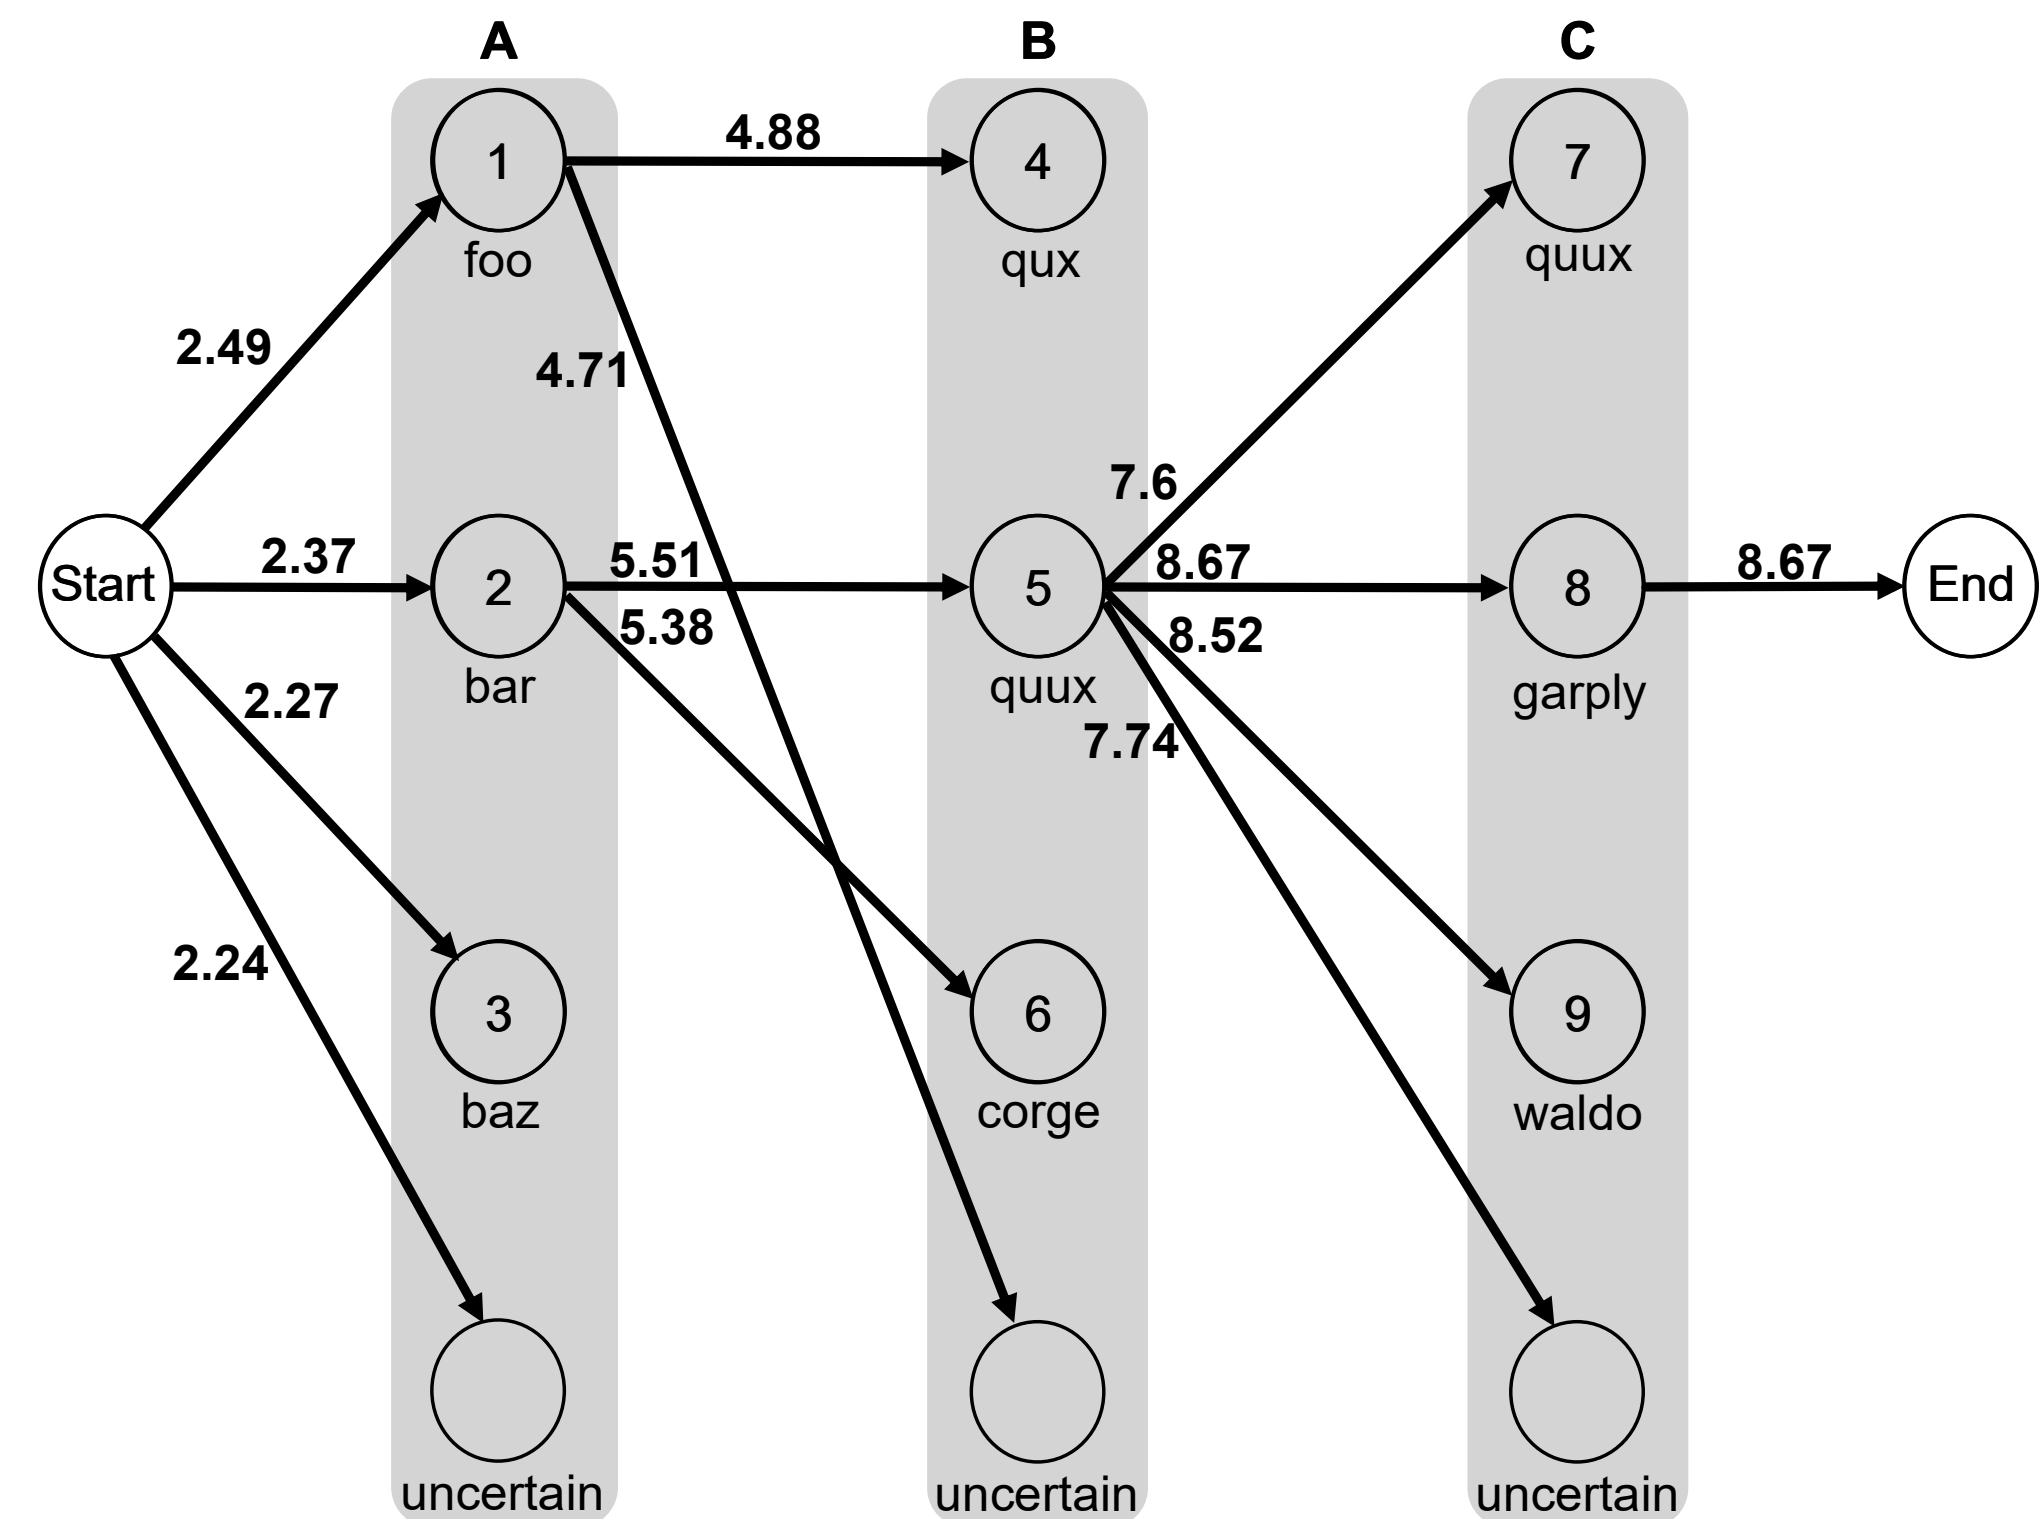 A
B
C
1
4.88
4
7
foo
qux
quux
2.49
4.71
7.6
Start
2.37
2
5.51
5
8.67
8
8.67
End
5.38
8.52
bar
quux
garply
2.27
7.74
2.24
3
6
9
baz
corge
waldo
uncertain
uncertain
uncertain